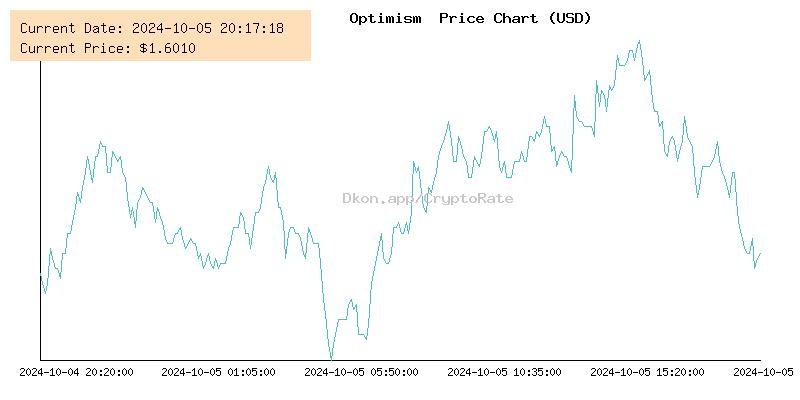 Optimism  Price Chart (USD)
Current Date: 2024-10-05 20:17:18
Current Price: $1.6010
Dkon.app/CryptoRate
2024-10-04 20:20:00 2024-10-05 01:05:00 2024-10-05 05:50:00 2024-10-05 10:35:00 2024-10-05 15:20:00 2024-10-05